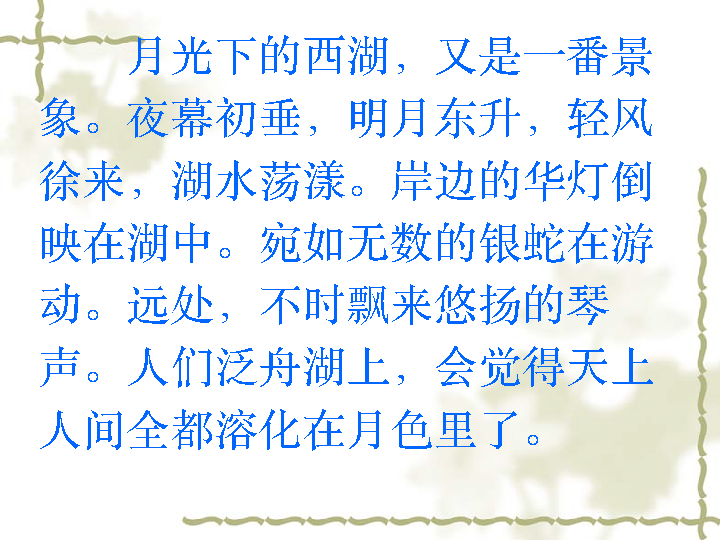 月光下的西湖，又是一番景
象。夜幕初垂，明月东升，轻风
徐来，湖水荡漾。岸边的华灯倒
映在湖中。宛如无数的银蛇在游
动。远处，不时飘来悠扬的琴
声。人们泛舟湖上，会觉得天上
人间全都溶化在月色里了。